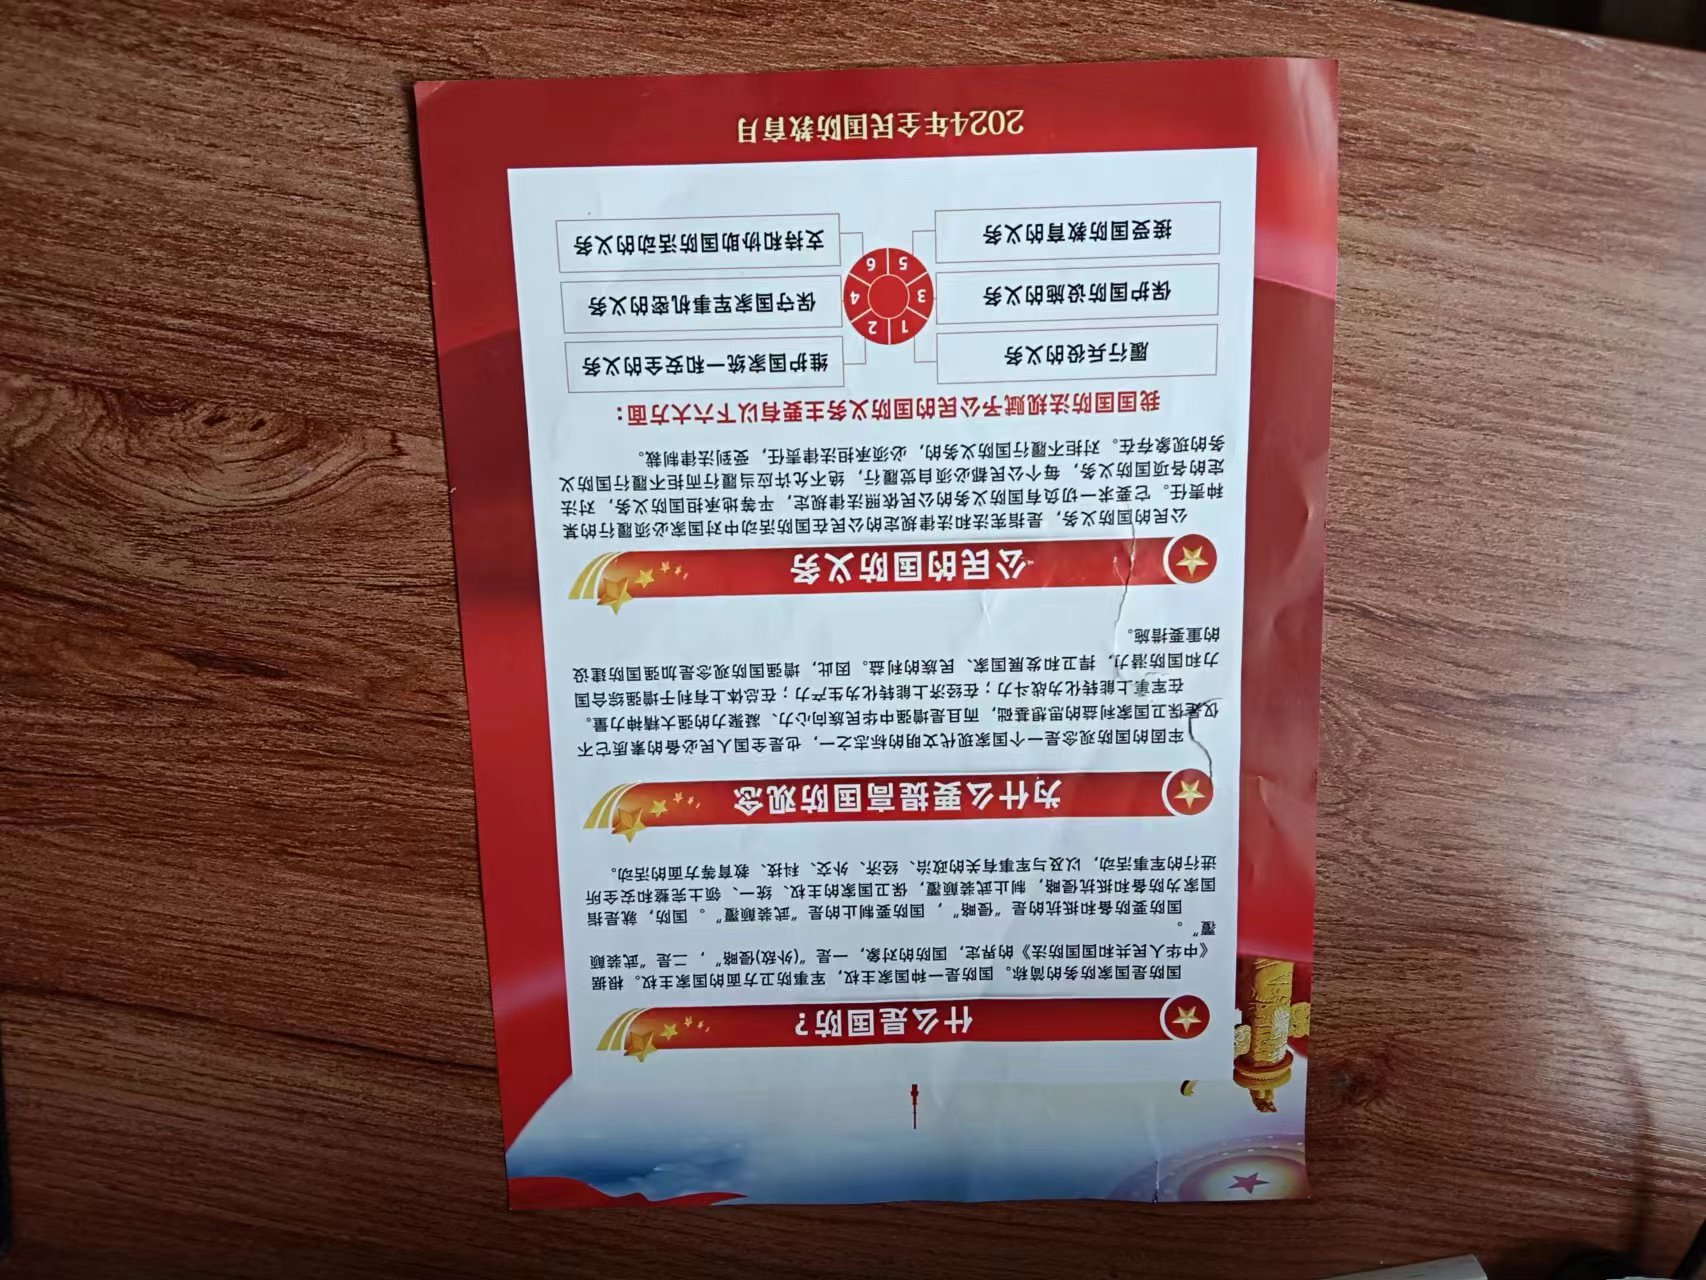 什么是国防?
国防是国家防务的简称。国防是一种国家主权，军事防卫方面的国家主权。根据
《中华人民共和国国防法》的界定，国防的对象，一是“(外敌)侵略”，二是“武装颠
覆”。
国防要防备和抵抗的是“侵略”，国防要制止的是“武装颠覆”。国防，就是指
国家为防备和抵抗侵略，制止武装颠覆，保卫国家的主权、统一、领土完整和安全所
进行的军事活动，以及与军事有关的政治、经济、外交、科技、教育等方面的活动。
为什么要提高国防观念
牢固的国防观念是一个国家现代文明的标志之一，也是全国人民必备的素质它不
仅是保卫国家利益的思想基础，而且是增强中华民族向心力、凝聚力的强大精神力量。
在军事上能转化为战斗力；在经济上能转化为生产力；在总体上有利于增强综合国
力和国防潜力，捍卫和发展国家、民族的利益。因此，增强国防观念是加强国防建设
的重要措施。
公民的国防义务
公民的国防义务，是指宪法和法律规定的公民在国防活动中对国家必须履行的某
种责任。它要求一切负有国防义务的公民依照法律规定，平等地承担国防义务，对法
定的各项国防义务，每个公民都必须自觉履行，绝不允许应当履行而拒不履行国防义
务的现象存在。对拒不履行国防义务的，必须承担法律责任，受到法律制裁。
我国国防法规赋予公民的国防义务主要有以下六大方面：
履行兵役的义务
1
2
维护国家统一和安全的义务
保护国防设施的义务
3
4
保守国家军事机密的义务
接受国防教育的义务
5
6
支持和协助国防活动的义务
2024年全民国防教育月